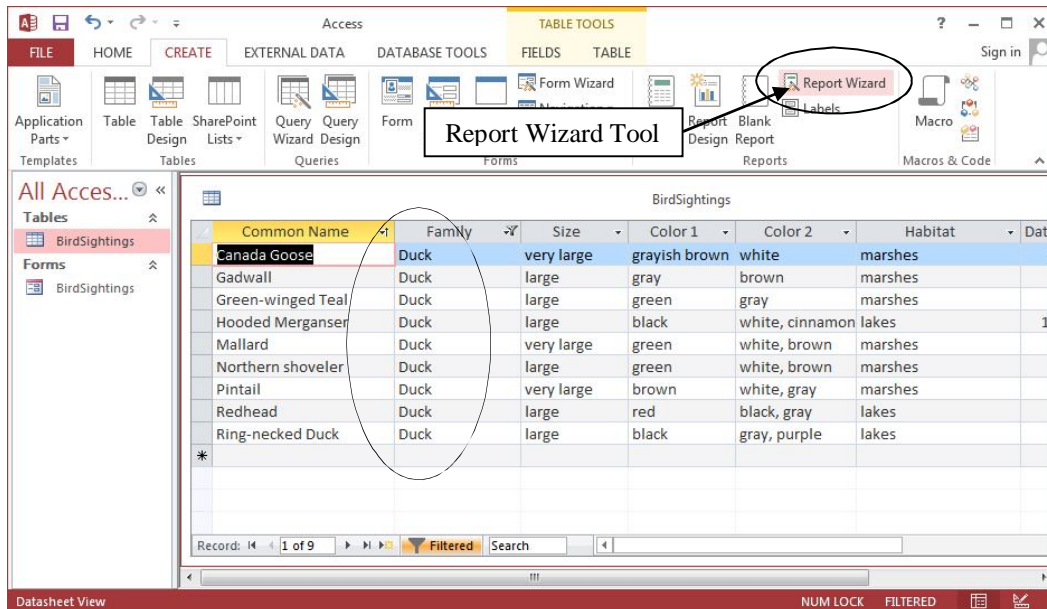 Access TABLE TOOLS ?
FILE HOME CREATE EXTERNAL DATA DATABASE TOOLS FIELDS TABLE Sign in
Application Parts Table Table Design SharePoint Lists Query Wizard Query Design Form Form Wizard Report Design Blank Report Report Wizard Labels Macro
Report Wizard Tool
Templates Tables Queries Forms Reports Macros & Code
All Acces...
Tables
BirdSightings
Forms
BirdSightings
BirdSightings
Common Name Family Size Color 1 Color 2 Habitat Dat
Canada Goose Duck very large grayish brown white marshes
Gadwall Duck large gray brown marshes
Green-winged Teal Duck large green gray marshes
Hooded Merganser Duck large black white, cinnamon lakes 1
Mallard Duck very large green white, brown marshes
Northern shoveler Duck large green white, brown marshes
Pintail Duck very large brown white, gray marshes
Redhead Duck large red black, gray lakes
Ring-necked Duck Duck large black gray, purple lakes
Record: 1 of 9 Filtered Search
Datasheet View NUM LOCK FILTERED